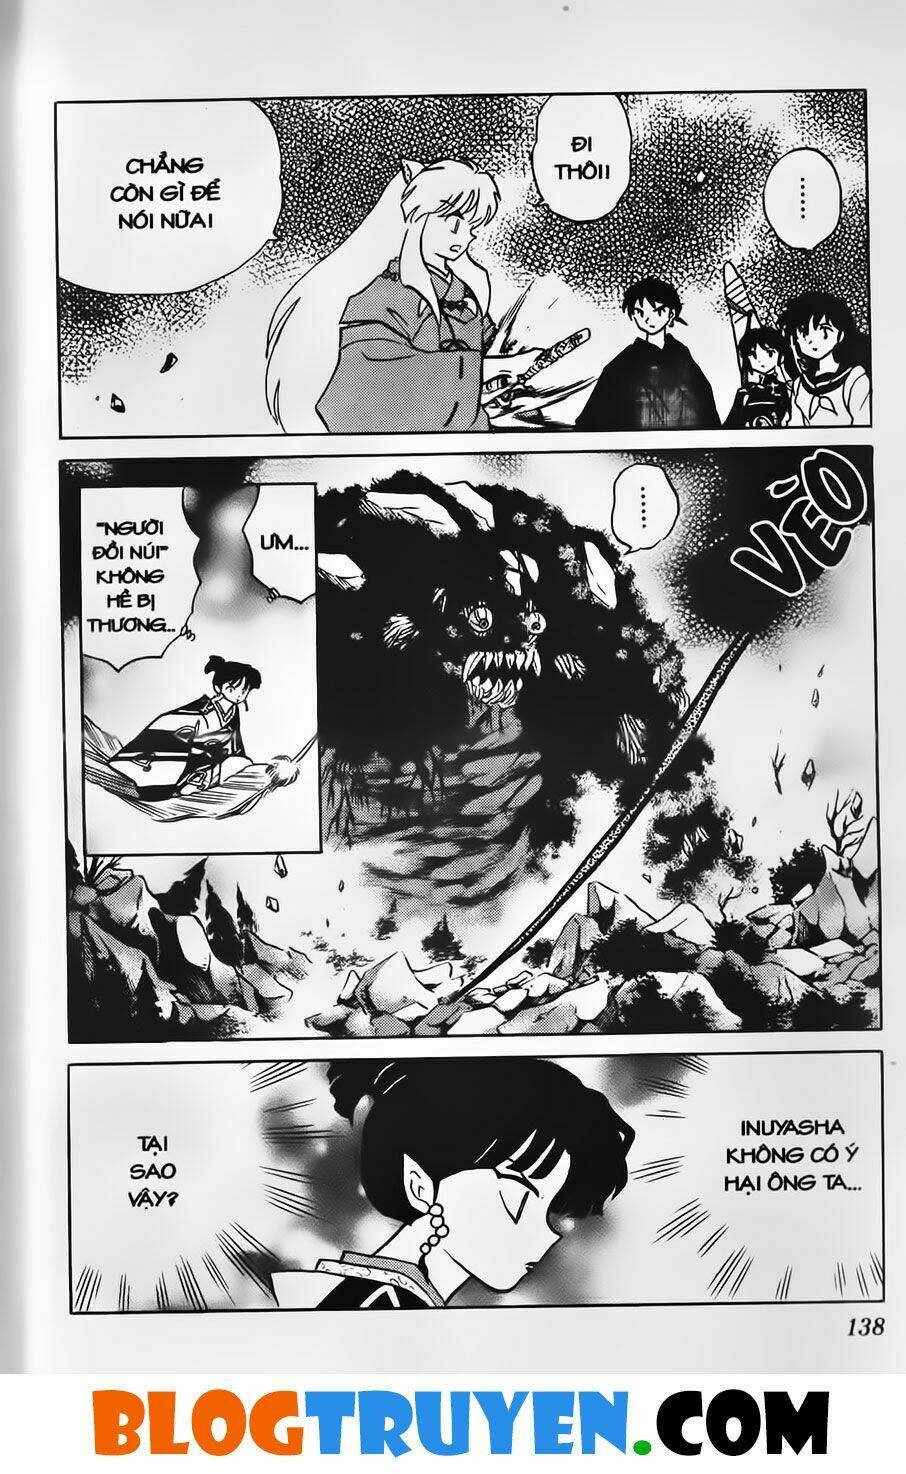 CHẲNG
CÒN GÌ ĐỂ
NÓI NỮA!
ĐI
THÔI!
......
......
VÈO
ƯM...
"NGƯỜI
ĐỒI NÚI"
KHÔNG
HỀ BỊ
THƯƠNG...
INUYASHA
KHÔNG CÓ Ý
HẠI ÔNG TA...
TẠI
SAO
VẬY?
138
BLOGTRUYEN.COM